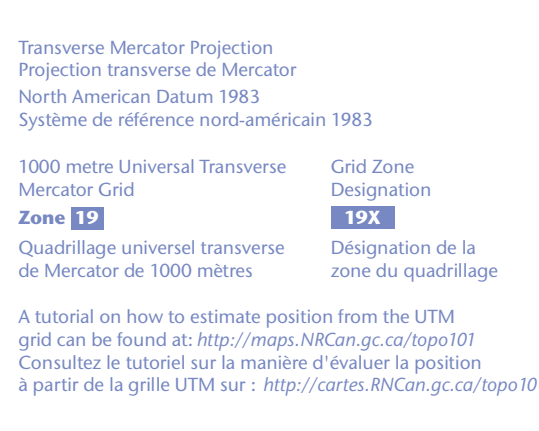 Transverse Mercator Projection
Projection transverse de Mercator
North American Datum 1983
Système de référence nord-américain 1983
1000 metre Universal Transverse
Mercator Grid
Zone 19
Quadrillage universel transverse
de Mercator de 1000 mètres
Grid Zone
Designation
19X
Désignation de la
zone du quadrillage
A tutorial on how to estimate position from the UTM
grid can be found at: http://maps.NRCan.gc.ca/topo101
Consultez le tutoriel sur la manière d'évaluer la position
à partir de la grille UTM sur : http://cartes.RNCan.gc.ca/topo10